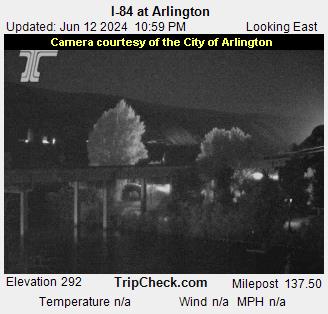 I-84 at Arlington
Updated: Jun 12 2024 10:59 PM Looking East
Camera courtesy of the City of Arlington
Elevation 292 TripCheck.com Milepost 137.50
Temperature n/a Wind n/a MPH n/a